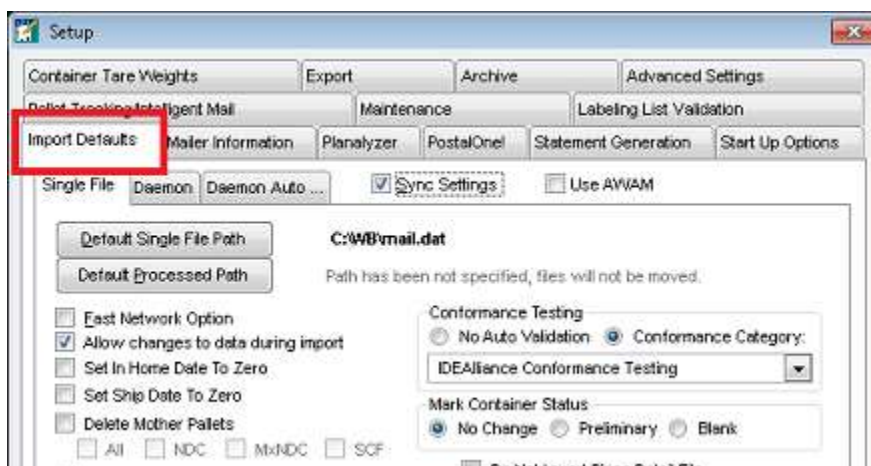 Setup
Container Tare Weights Export Archive Advanced Settings
Pallet Tracking Intelligent Mail Maintenance Labeling List Validation
Import Defaults Mailer Information Planalyzer PostalOne! Statement Generation Start Up Options
Single File Daemon Daemon Auto ... Sync Settings Use AWAM
Default Single File Path C:\WB\mail.dat
Default Processed Path Path has been not specified, files will not be moved.
Fast Network Option
Allow changes to data during import
Set In Home Date To Zero
Set Ship Date To Zero
Delete Mother Pallets
All NDC MxNDC SCF
Conformance Testing
No Auto Validation Conformance Category:
IDEAlliance Conformance Testing
Mark Container Status
No Change Preliminary Blank